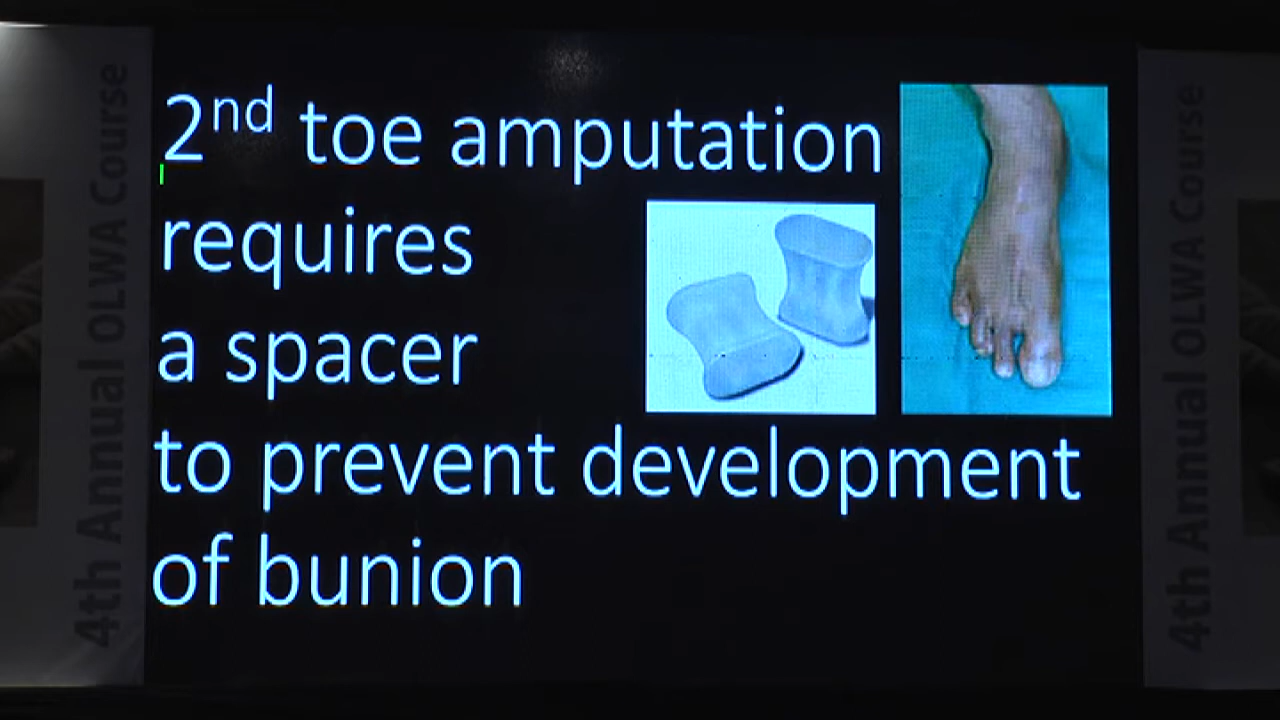 2nd toe amputation
requires
a spacer
to prevent development
of bunion
4th Annual OLWA Course
4th Annual OLWA Course